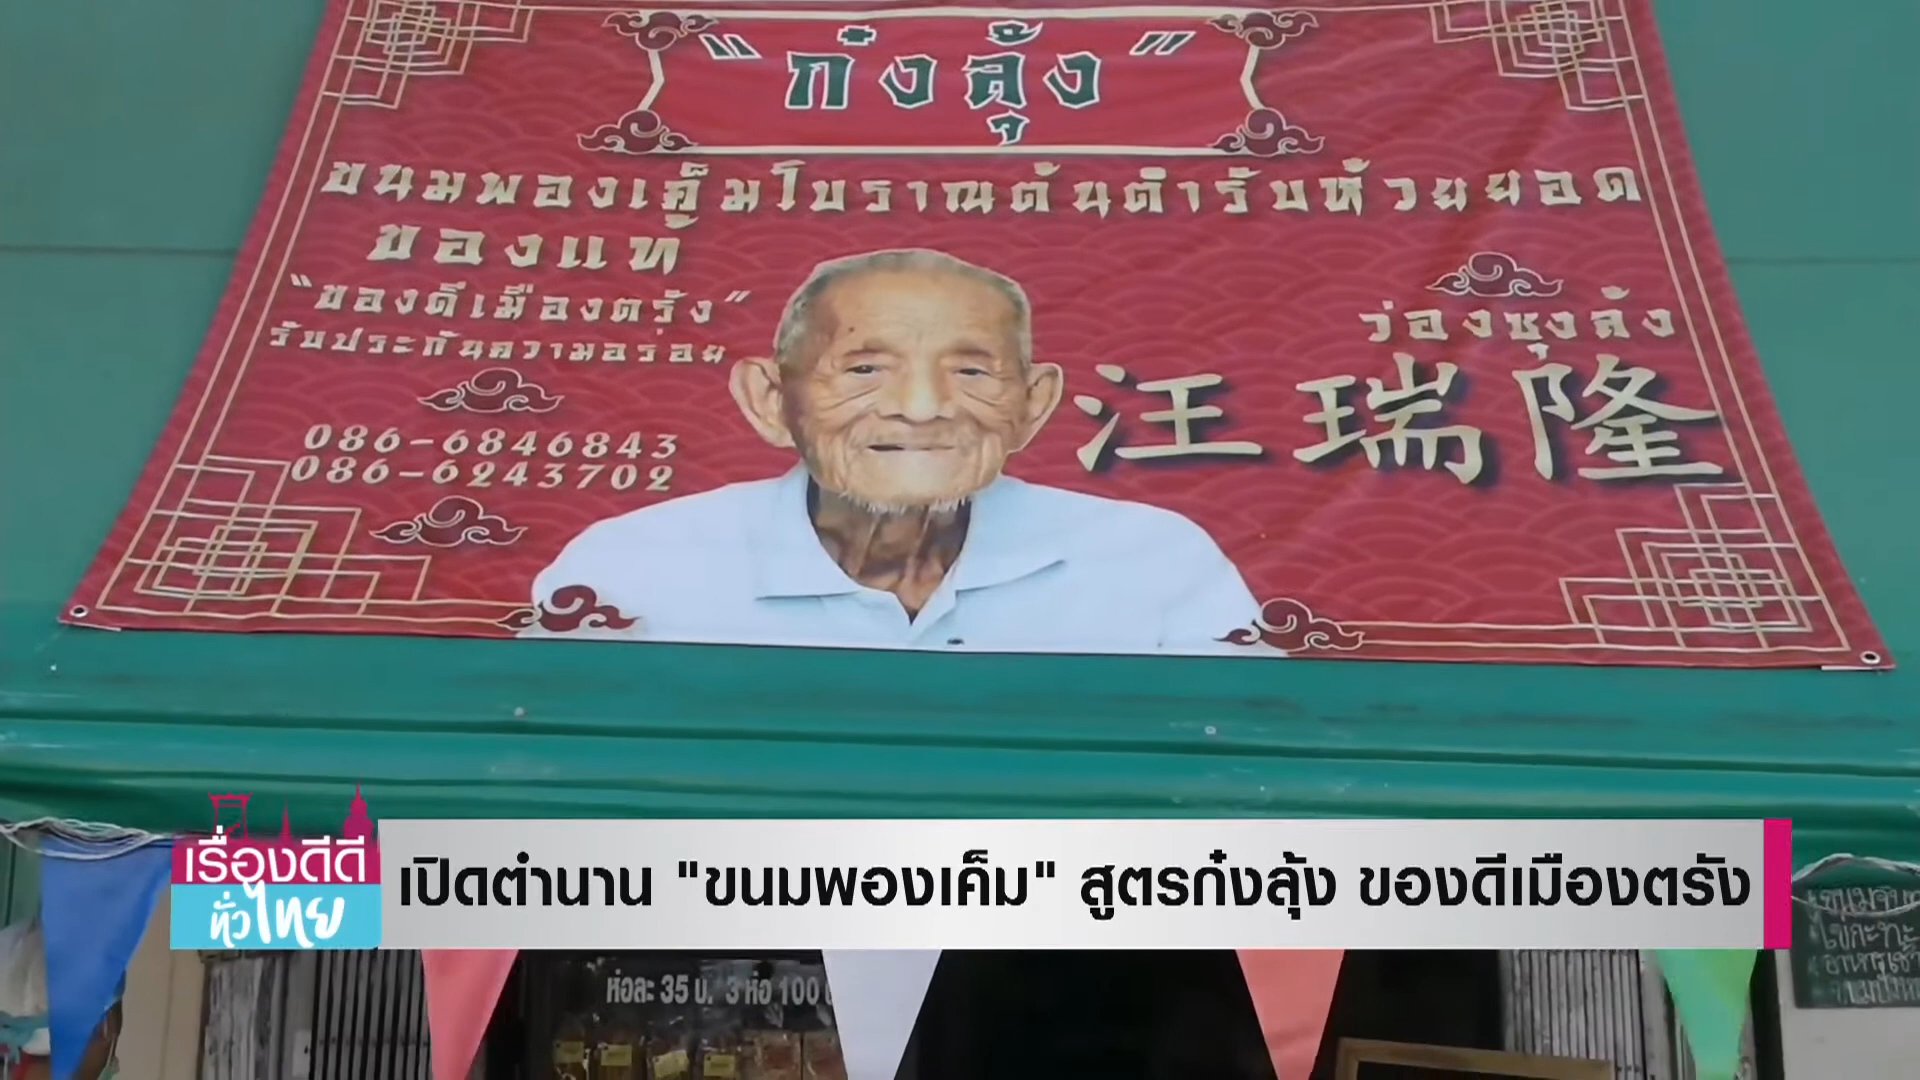 "ก๋งลุ้ง"
ขนมพองเค็มโบราณต้นตำรับห้วยยอด
ของแท้
"ของดีเมืองตรัง"
รับประกันความอร่อย
086-6846843
086-6243702
ว่องซุงล้ง
汪瑞隆
เรื่องดีดี
ทั่วไทย
เปิดตำนาน "ขนมพองเค็ม" สูตรก๋งลุ้ง ของดีเมืองตรัง
ห่อละ 35 บ. 3 ห่อ 100